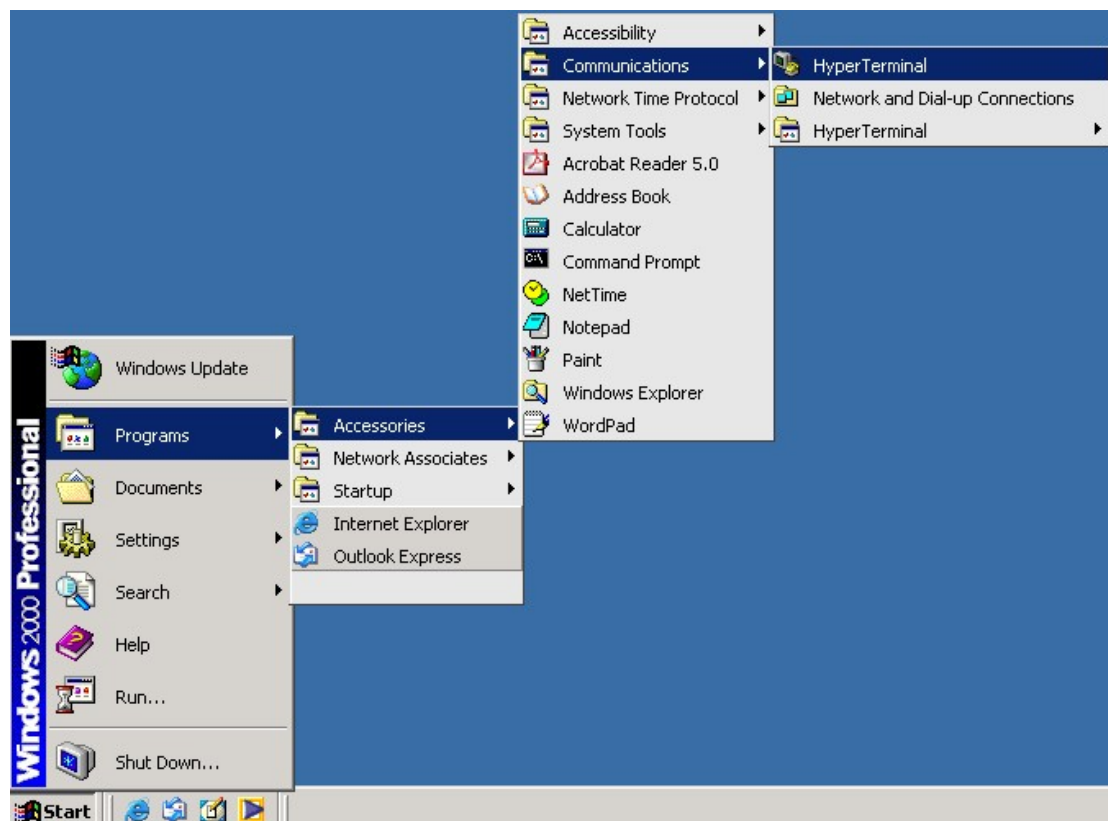 Accessibility
Communications
Network Time Protocol
System Tools
Acrobat Reader 5.0
Address Book
Calculator
Command Prompt
NetTime
Notepad
Paint
Windows Explorer
WordPad
HyperTerminal
Network and Dial-up Connections
HyperTerminal
Windows Update
Programs
Documents
Settings
Search
Help
Run...
Shut Down...
Accessories
Network Associates
Startup
Internet Explorer
Outlook Express
Windows 2000 Professional
Start